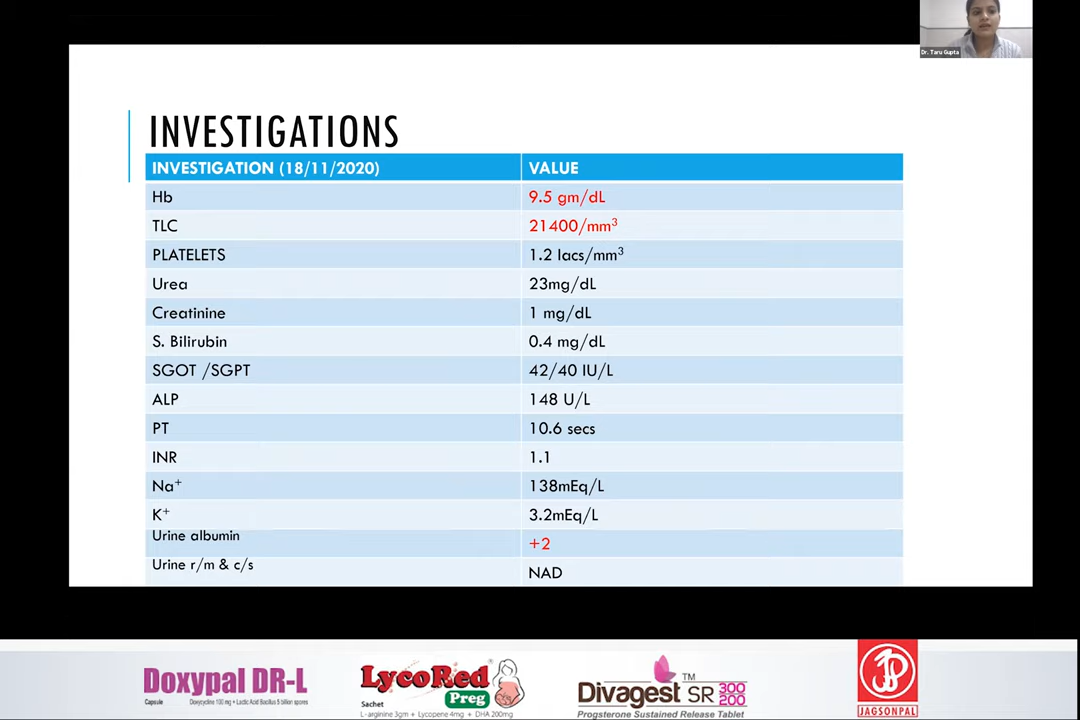 Dr. Taru Gupta
INVESTIGATIONS
INVESTIGATION (18/11/2020) VALUE
Hb 9.5 gm/dL
TLC 21400/mm³
PLATELETS 1.2 lacs/mm³
Urea 23mg/dL
Creatinine 1 mg/dL
S. Bilirubin 0.4 mg/dL
SGOT /SGPT 42/40 IU/L
ALP 148 U/L
PT 10.6 secs
INR 1.1
Na⁺ 138mEq/L
K⁺ 3.2mEq/L
Urine albumin +2
Urine r/m & c/s NAD
Doxypal DR-L
Capsule Doxycycline 100 mg + Lactic Acid Bacillus 5 billion spores
LycoRed®
Preg
Sachet
L-arginine 3gm + Lycopene 4mg + DHA 200mg
Divagest SR 300 200 ™
Progsterone Sustained Release Tablet
JAGSONPAL